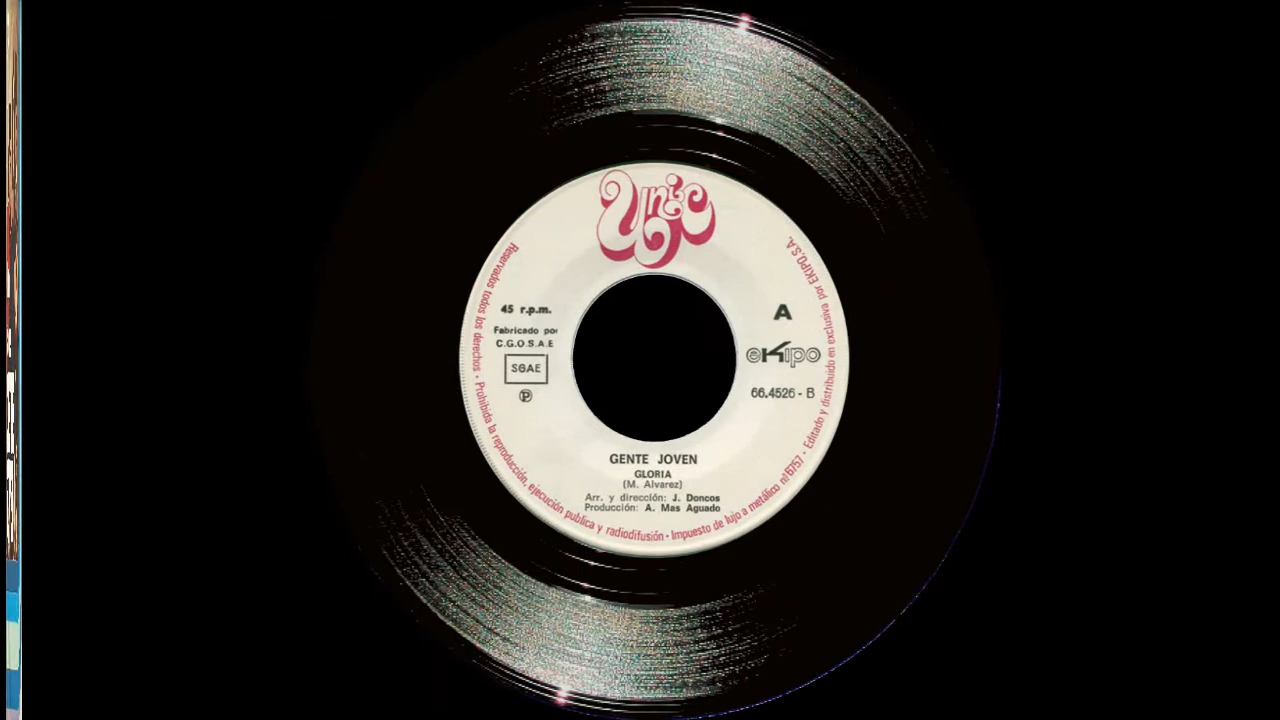 Unic
45 r.p.m.
Fabricado por
C.G.O.S.A.E
SGAE
Ⓟ
A
eKipo
66.4526 - B
GENTE JOVEN
GLORIA
(M. Alvarez)
Arr. y dirección: J. Doncos
Producción: A. Mas Aguado
Reservados todos los derechos · Prohibida la reproducción, ejecución publica y radiodifusión · Impuesto de lujo a metálico nº 6757 · Editado y distribuido en exclusiva por EKIPO, S.A.